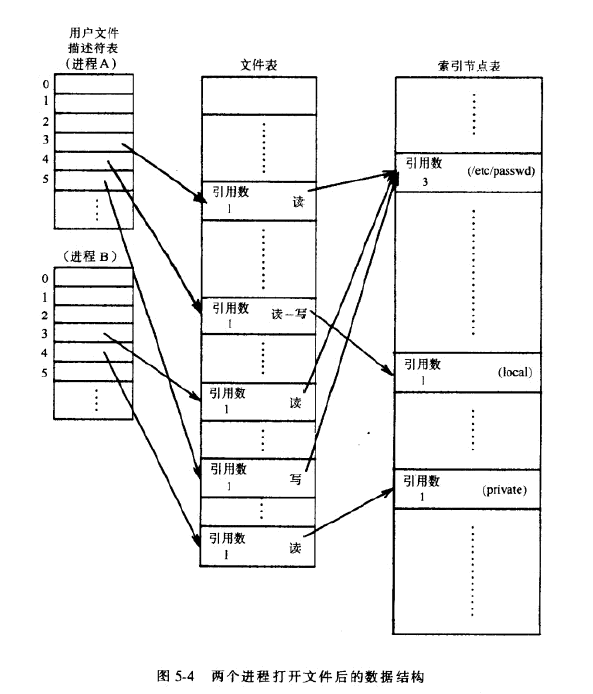 用户文件
描述符表
(进程A)
0
1
2
3
4
5
(进程B)
0
1
2
3
4
5
文件表
引用数
1 读
引用数
1 读-写
引用数
1 读
引用数
1 写
引用数
1 读
索引节点表
引用数 (/etc/passwd)
3
引用数
1 (local)
引用数
1 (private)
图 5-4 两个进程打开文件后的数据结构